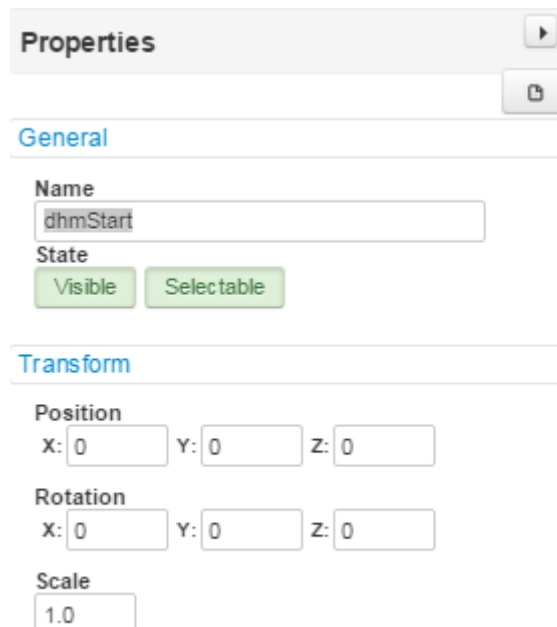 Properties
General
Name
dhmStart
State
Visible Selectable
Transform
Position
X: 0 Y: 0 Z: 0
Rotation
X: 0 Y: 0 Z: 0
Scale
1.0